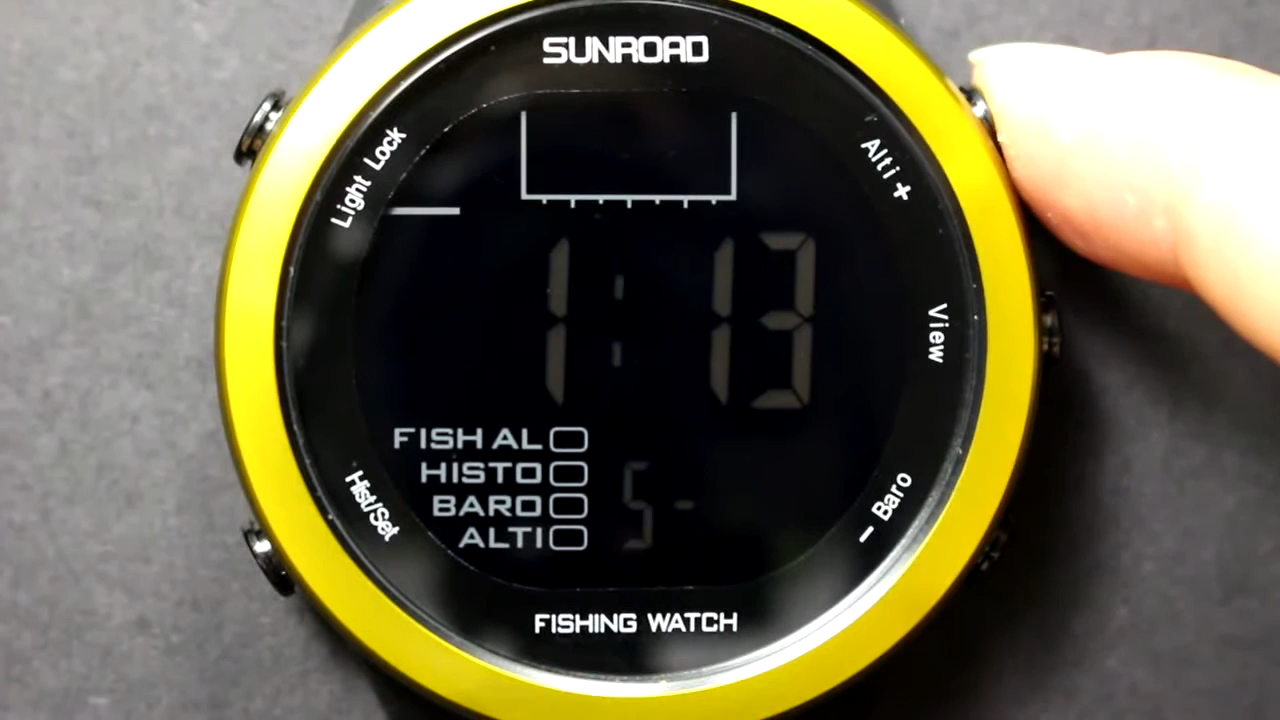 SUNROAD
Light Lock
Alti +
1:13
View
FISH AL
HISTO
BARO
ALTI
5-
Hist/Set
- Baro
FISHING WATCH